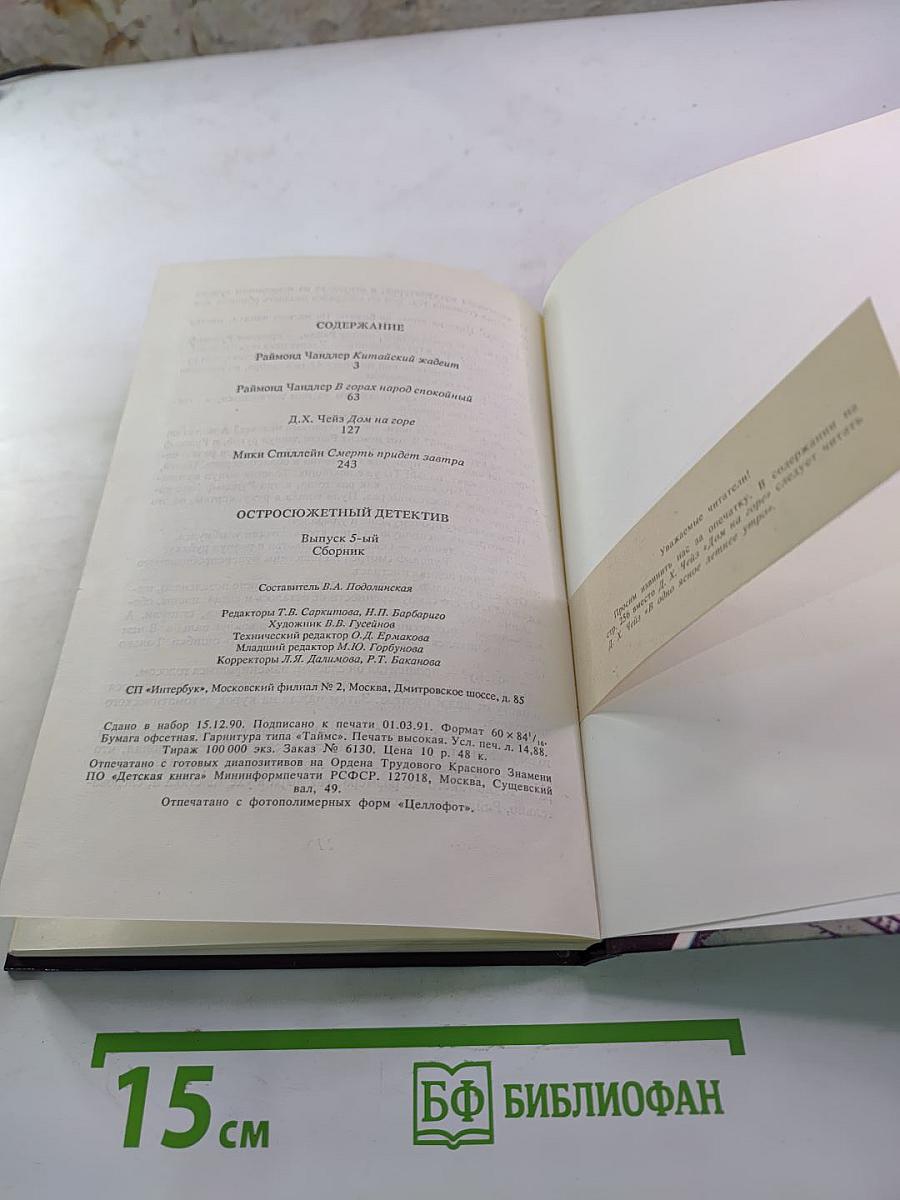 СОДЕРЖАНИЕ
Раймонд Чандлер Китайский жадеит
3
Раймонд Чандлер В горах народ спокойный
63
Д.Х. Чейз Дом на горе
127
Мики Спиллейн Смерть придет завтра
243
ОСТРОСЮЖЕТНЫЙ ДЕТЕКТИВ
Выпуск 5-ый
Сборник
Составитель В.А. Подолинская
Редакторы Т.В. Саркитова, Н.П. Барбариго
Художник В.В. Гусейнов
Технический редактор О.Д. Ермакова
Младший редактор М.Ю. Горбунова
Корректоры Л.Я. Далимова, Р.Т. Баканова
СП «Интербук», Московский филиал № 2, Москва, Дмитровское шоссе, д. 85
Сдано в набор 15.12.90. Подписано к печати 01.03.91. Формат 60 × 84¹/₁₆.
Бумага офсетная. Гарнитура типа «Таймс». Печать высокая. Усл. печ. л. 14,88.
Тираж 100 000 экз. Заказ № 6130. Цена 10 р. 48 к.
Отпечатано с готовых диапозитивов на Ордена Трудового Красного Знамени
ПО «Детская книга» Мининформпечати РСФСР. 127018, Москва, Сущевский
вал, 49.
Отпечатано с фотополимерных форм «Целлофот».
Уважаемые читатели!
Просим извинить нас за опечатку. В содержании на
стр. 256 вместо Д. Х. Чейз «Дом на горе» следует читать
Д. Х. Чейз «В одно ясное летнее утро».
15 см
БФ БИБЛИОФАН